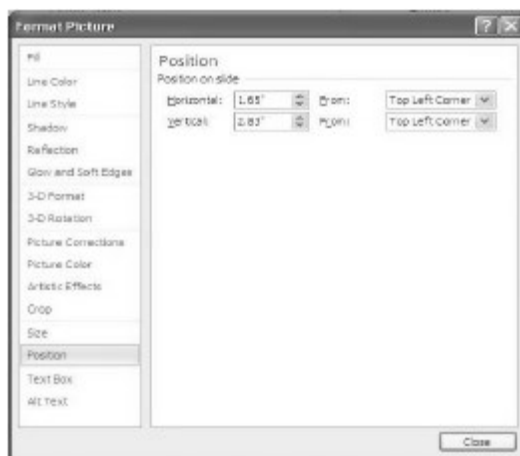 Format Picture
Fill
Line Color
Line Style
Shadow
Reflection
Glow and Soft Edges
3-D Format
3-D Rotation
Picture Corrections
Picture Color
Artistic Effects
Crop
Size
Position
Text Box
Alt Text
Position
Position on slide
Horizontal: 1.65" From: Top Left Corner
Vertical: 2.83" From: Top Left Corner
Close